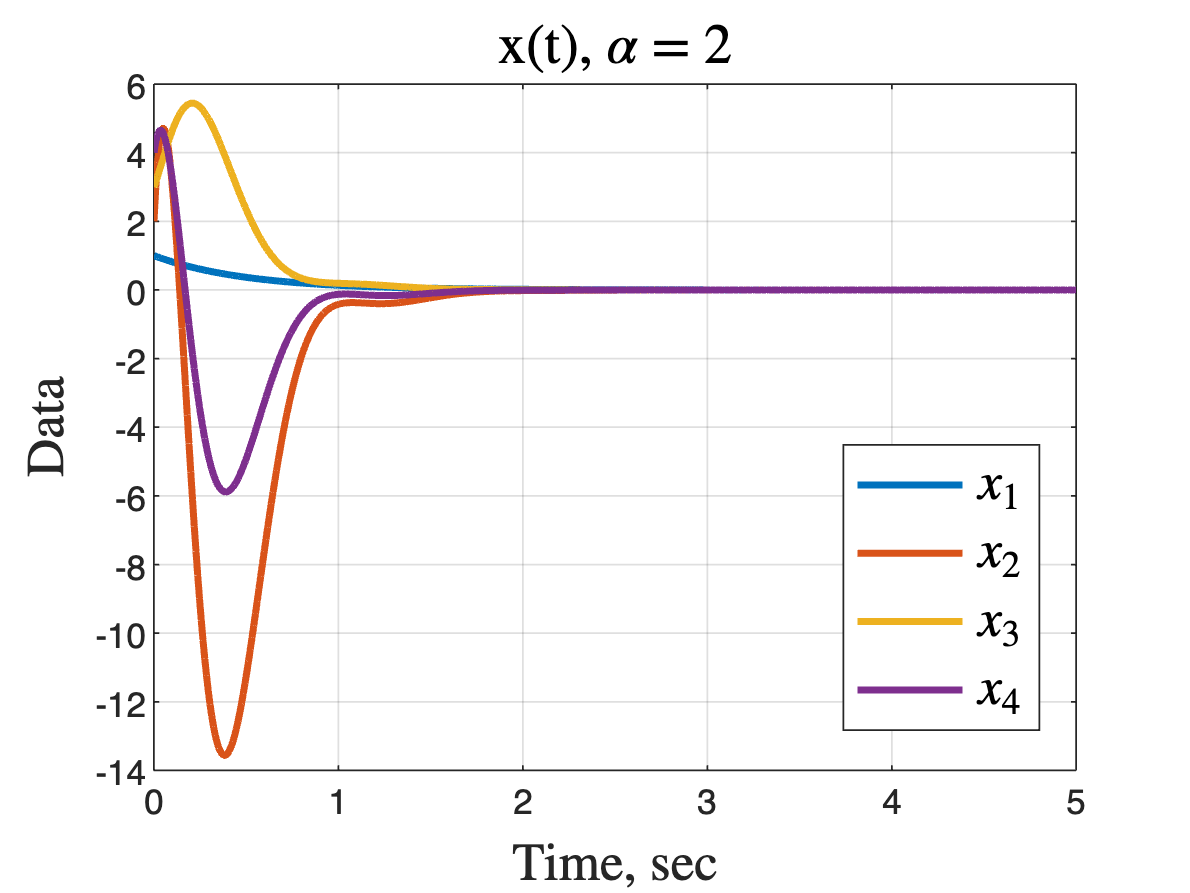 x(t), α = 2
6
4
2
0
-2
-4
-6
-8
-10
-12
-14
Data
0 1 2 3 4 5
Time, sec
x₁
x₂
x₃
x₄